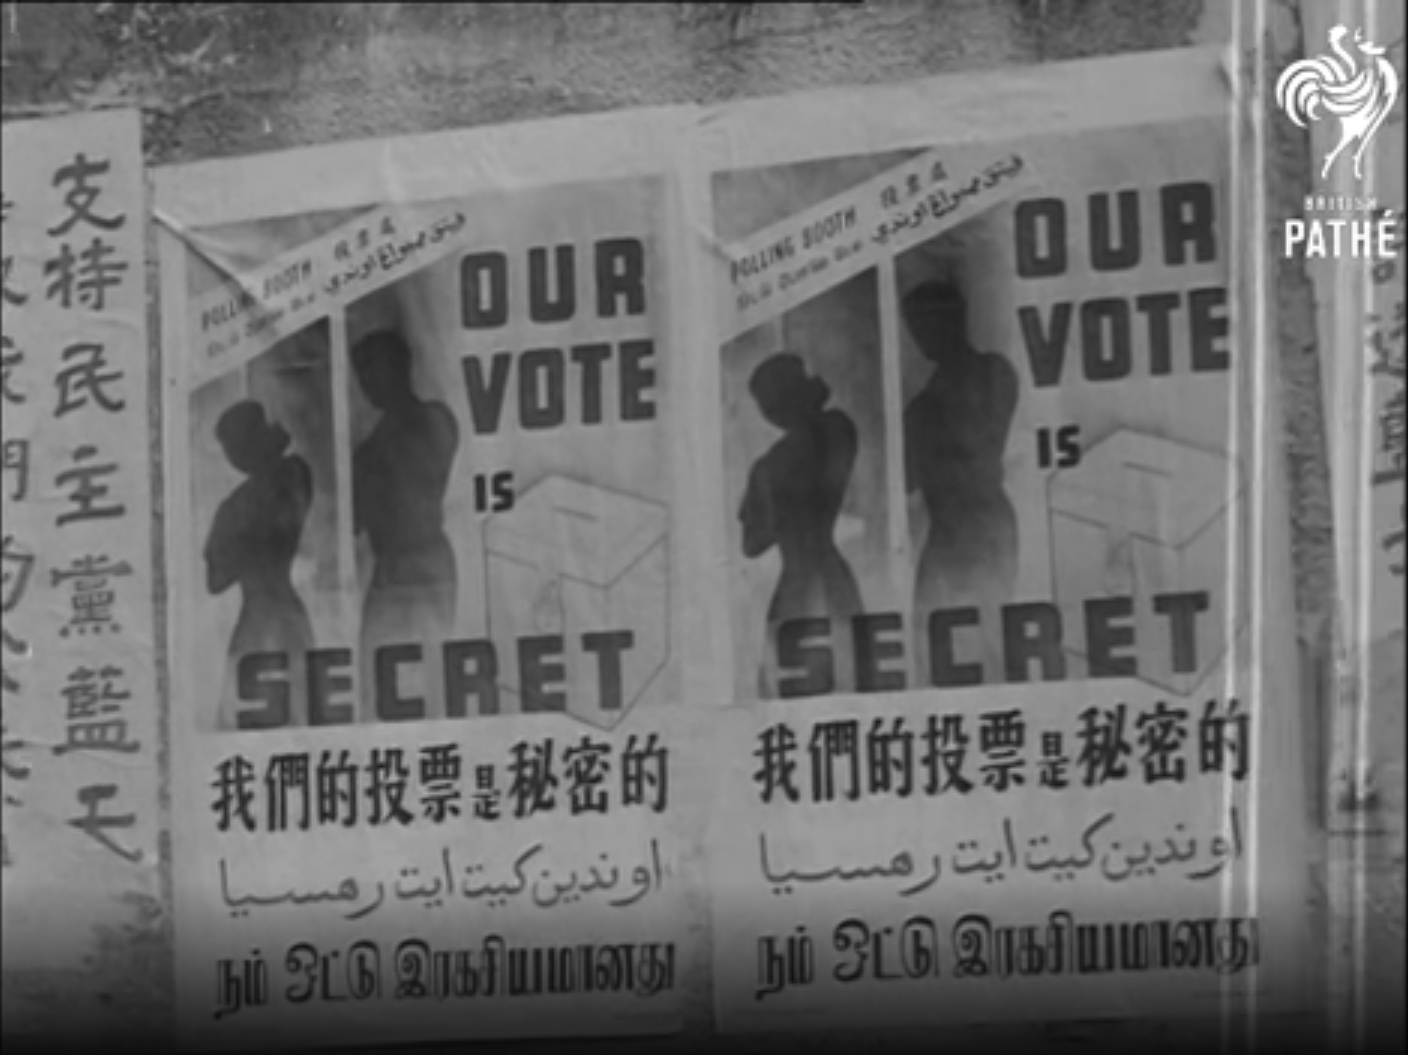 支持民主黨藍工
POLLING BOOTH
OUR
VOTE
IS
SECRET
我們的投票是秘密的
اوندين كيت ايت رهسيا
நம் ஓட்டு இரகசியமானது
POLLING BOOTH
OUR
VOTE
IS
SECRET
我們的投票是秘密的
اوندين كيت ايت رهسيا
நம் ஓட்டு இரகசியமானது
BRITISH
PATHÉ